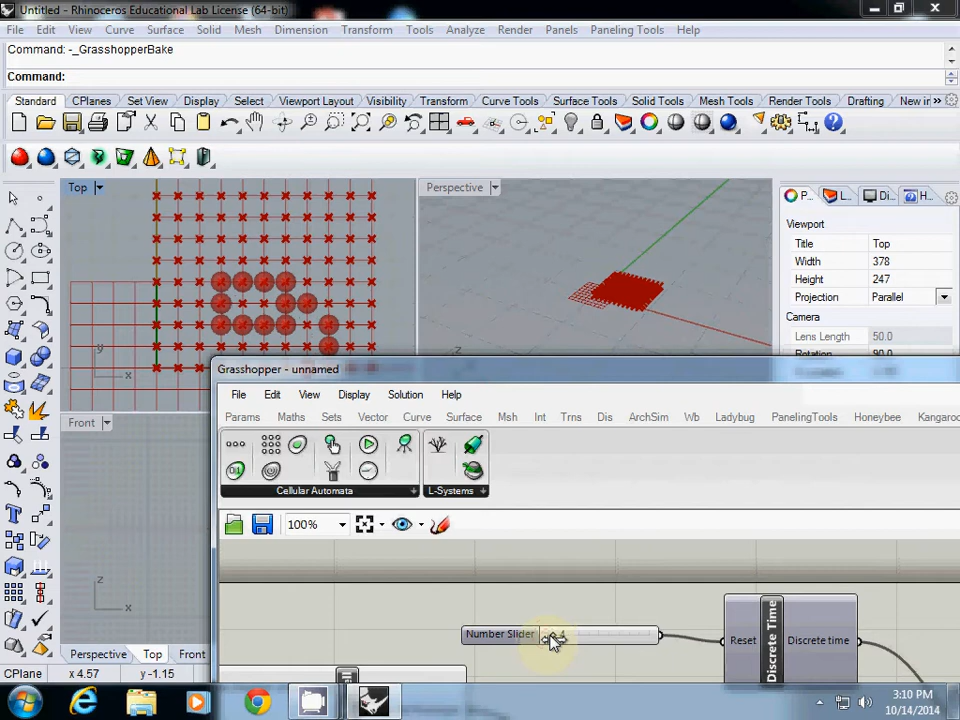 Untitled - Rhinoceros Educational Lab License (64-bit)
File Edit View Curve Surface Solid Mesh Dimension Transform Tools Analyze Render Panels Paneling Tools Help
Command: -_GrasshopperBake
Command:
Standard CPlanes Set View Display Select Viewport Layout Visibility Transform Curve Tools Surface Tools Solid Tools Mesh Tools Render Tools Drafting New in »
Top
Perspective
P... L... Di... H...
Viewport
Title Top
Width 378
Height 247
Projection Parallel
Camera
Lens Length 50.0
Rotation 90.0
y
x
z
Grasshopper - unnamed
File Edit View Display Solution Help
Params Maths Sets Vector Curve Surface Msh Int Trns Dis ArchSim Wb Ladybug PanelingTools Honeybee Kangaroo
Cellular Automata
L-Systems
100%
Front
z
x
Number Slider
Reset
Discrete Time
Discrete time
Perspective Top Front
CPlane x 4.57 y -1.15
3:10 PM
10/14/2014